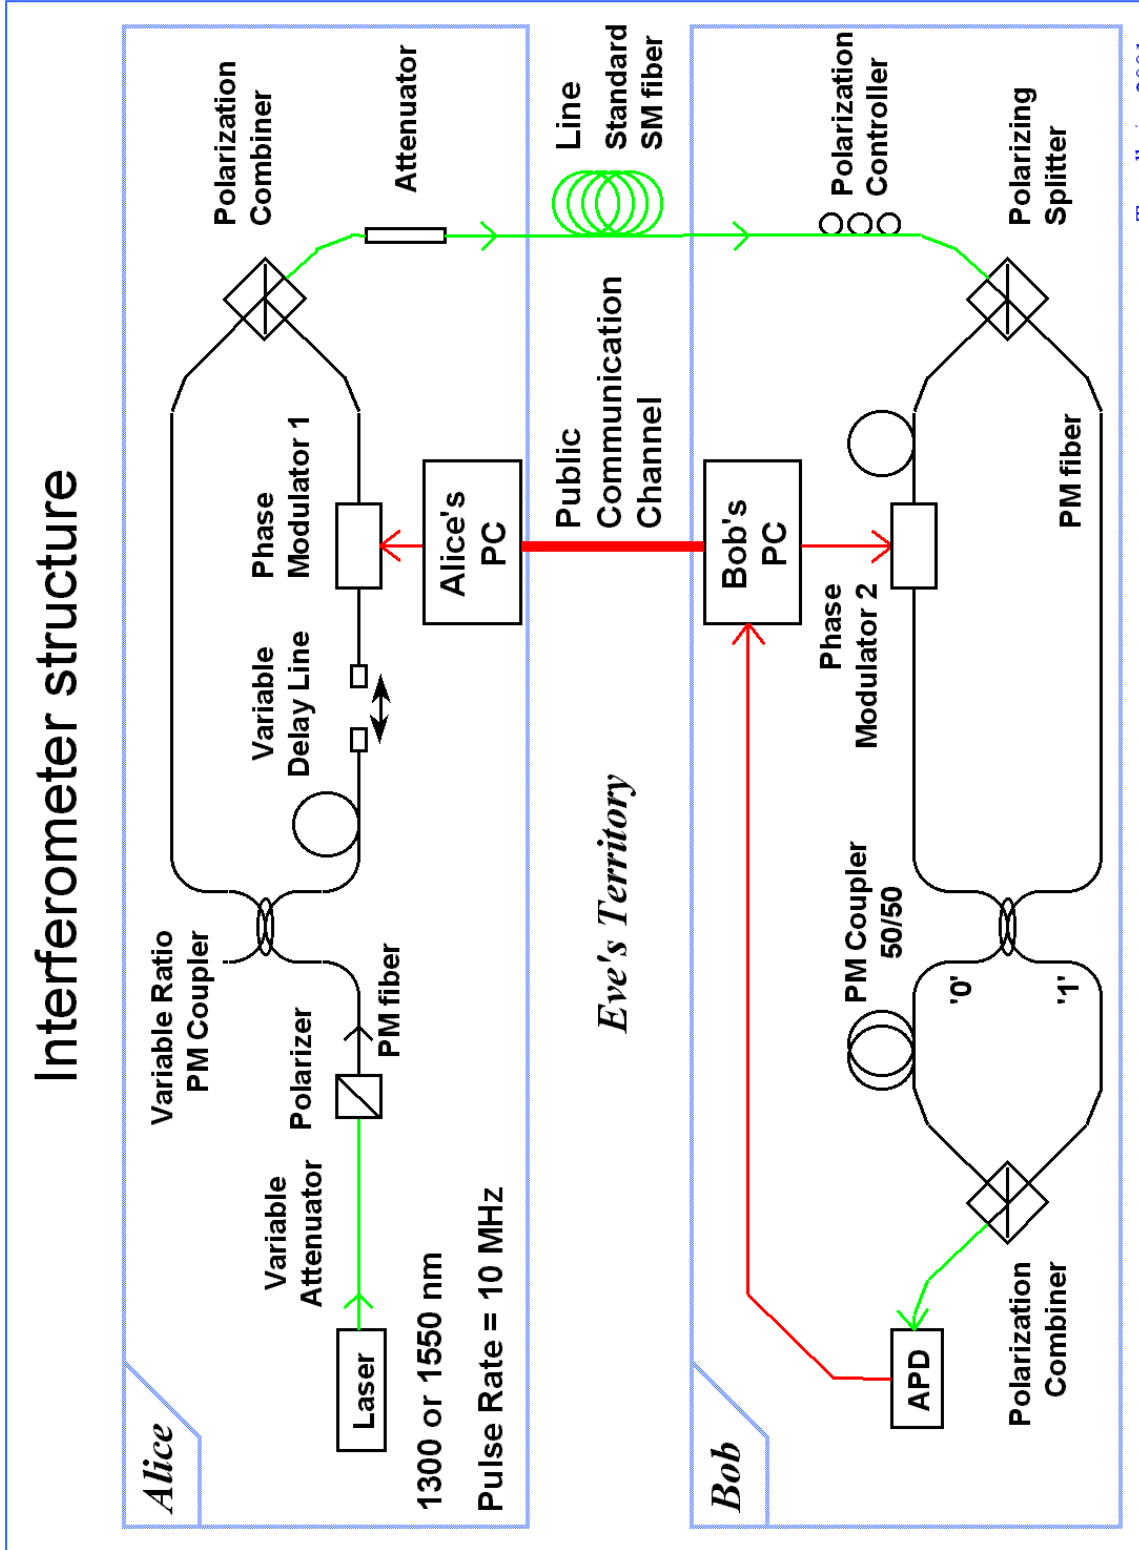 Interferometer structure
Alice
Laser
1300 or 1550 nm
Pulse Rate = 10 MHz
Variable
Attenuator
Polarizer
PM fiber
Variable Ratio
PM Coupler
Variable
Delay Line
Phase
Modulator 1
Alice's
PC
Polarization
Combiner
Attenuator
Eve's Territory
Public
Communication
Channel
Line
Standard
SM fiber
Bob
APD
Polarization
Combiner
PM Coupler
50/50
'0'
'1'
Phase
Modulator 2
Bob's
PC
PM fiber
Polarization
Controller
Polarizing
Splitter